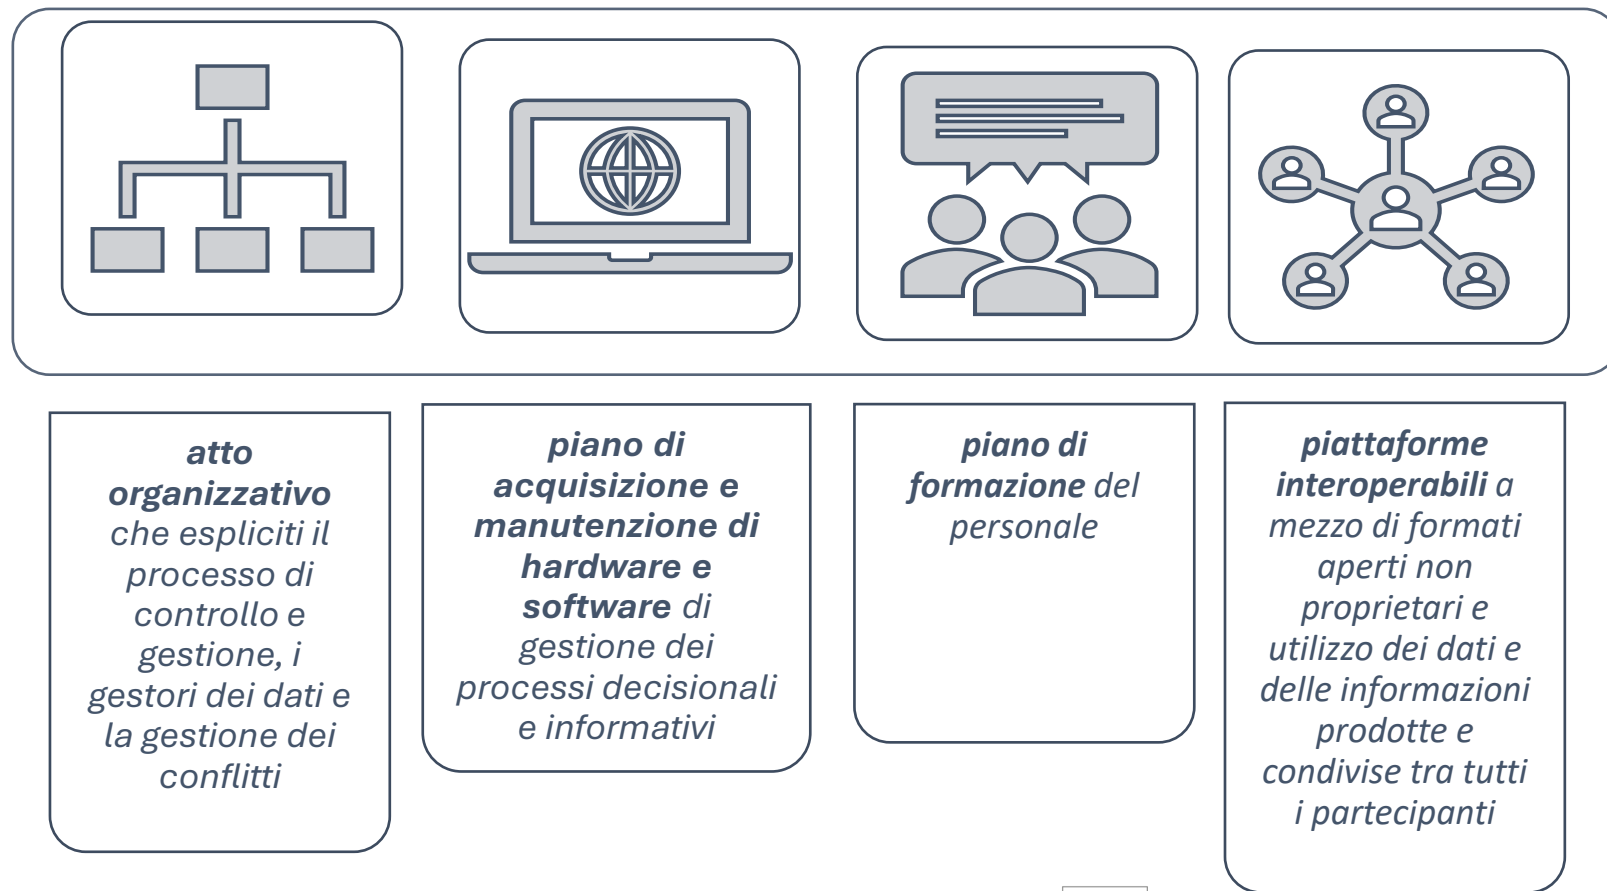 atto
organizzativo
che espliciti il
processo di
controllo e
gestione, i
gestori dei dati e
la gestione dei
conflitti
piano di
acquisizione e
manutenzione di
hardware e
software di
gestione dei
processi decisionali
e informativi
piano di
formazione del
personale
piattaforme
interoperabili a
mezzo di formati
aperti non
proprietari e
utilizzo dei dati e
delle informazioni
prodotte e
condivise tra tutti
i partecipanti